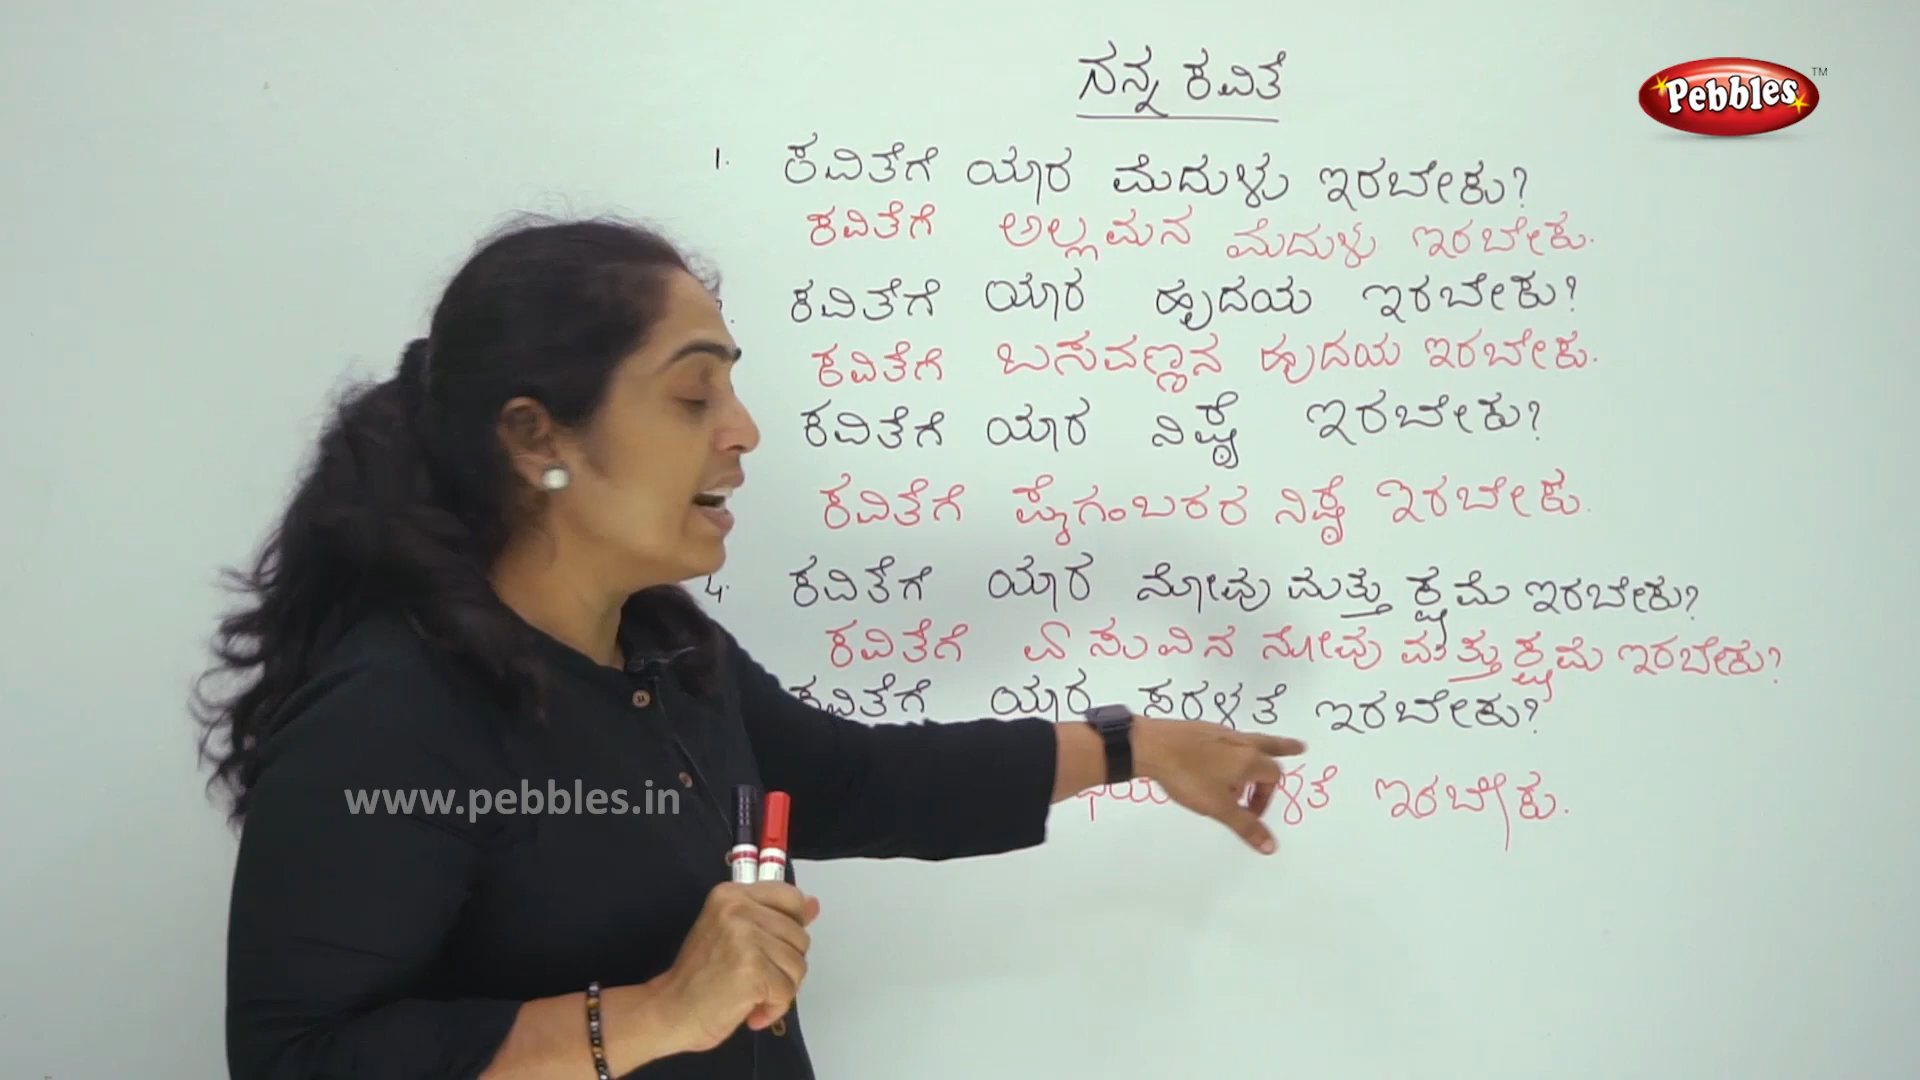 ನನ್ನ ಕವಿತೆ
Pebbles TM
1. ಕವಿತೆಗೆ ಯಾರ ಮೆದುಳು ಇರಬೇಕು?
ಕವಿತೆಗೆ ಅಲ್ಲಮನ ಮೆದುಳು ಇರಬೇಕು.
ಕವಿತೆಗೆ ಯಾರ ಹೃದಯ ಇರಬೇಕು?
ಕವಿತೆಗೆ ಬಸವಣ್ಣನ ಹೃದಯ ಇರಬೇಕು.
ಕವಿತೆಗೆ ಯಾರ ನಿಷ್ಠೆ ಇರಬೇಕು?
ಕವಿತೆಗೆ ಪೈಗಂಬರರ ನಿಷ್ಠೆ ಇರಬೇಕು.
4. ಕವಿತೆಗೆ ಯಾರ ನೋವು ಮತ್ತು ಕ್ಷಮೆ ಇರಬೇಕು?
ಕವಿತೆಗೆ ಏಸುವಿನ ನೋವು ಮತ್ತು ಕ್ಷಮೆ ಇರಬೇಕು?
ಕವಿತೆಗೆ ಯಾರ ಸರಳತೆ ಇರಬೇಕು?
ಇರಬೇಕು.
www.pebbles.in